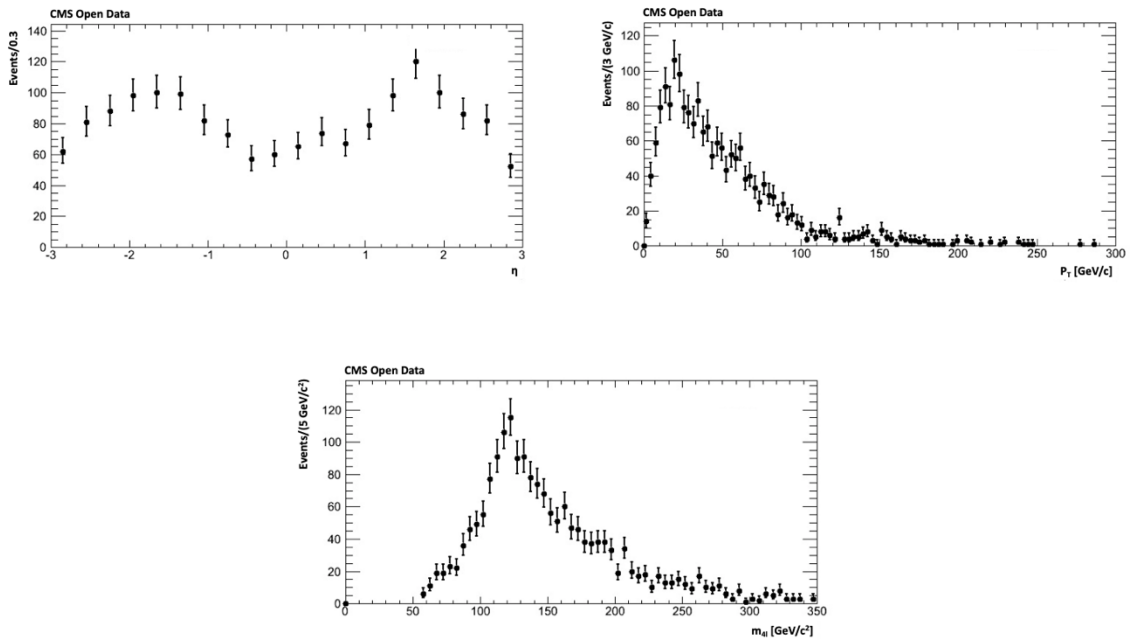 CMS Open Data
Events/0.3
140
120
100
80
60
40
20
0
-3 -2 -1 0 1 2 3
η
CMS Open Data
Events/(3 GeV/c)
120
100
80
60
40
20
0
0 50 100 150 200 250 300
P_T [GeV/c]
CMS Open Data
Events/(5 GeV/c²)
120
100
80
60
40
20
0
0 50 100 150 200 250 300 350
m_4l [GeV/c²]